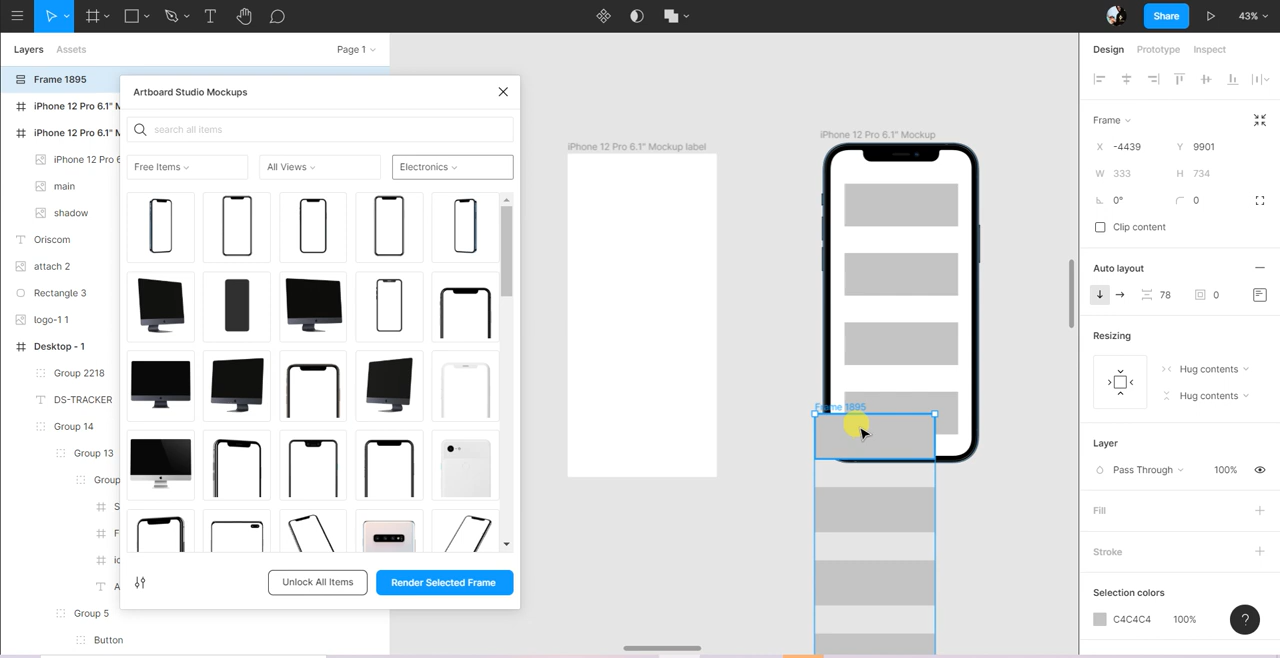 Share
43%
Layers
Assets
Page 1
Frame 1895
iPhone 12 Pro 6.1" M
iPhone 12 Pro 6.1" M
iPhone 12 Pro 6
main
shadow
Oriscom
attach 2
Rectangle 3
logo-1 1
Desktop - 1
Group 2218
DS-TRACKER
Group 14
Group 13
Group
S
F
ic
A
Group 5
Button
Artboard Studio Mockups
search all items
Free Items
All Views
Electronics
Unlock All Items
Render Selected Frame
iPhone 12 Pro 6.1" Mockup label
iPhone 12 Pro 6.1" Mockup
Frame 1895
Design
Prototype
Inspect
Frame
X -4439
Y 9901
W 333
H 734
0°
0
Clip content
Auto layout
78
0
Resizing
Hug contents
Hug contents
Layer
Pass Through
100%
Fill
Stroke
Selection colors
C4C4C4
100%
?